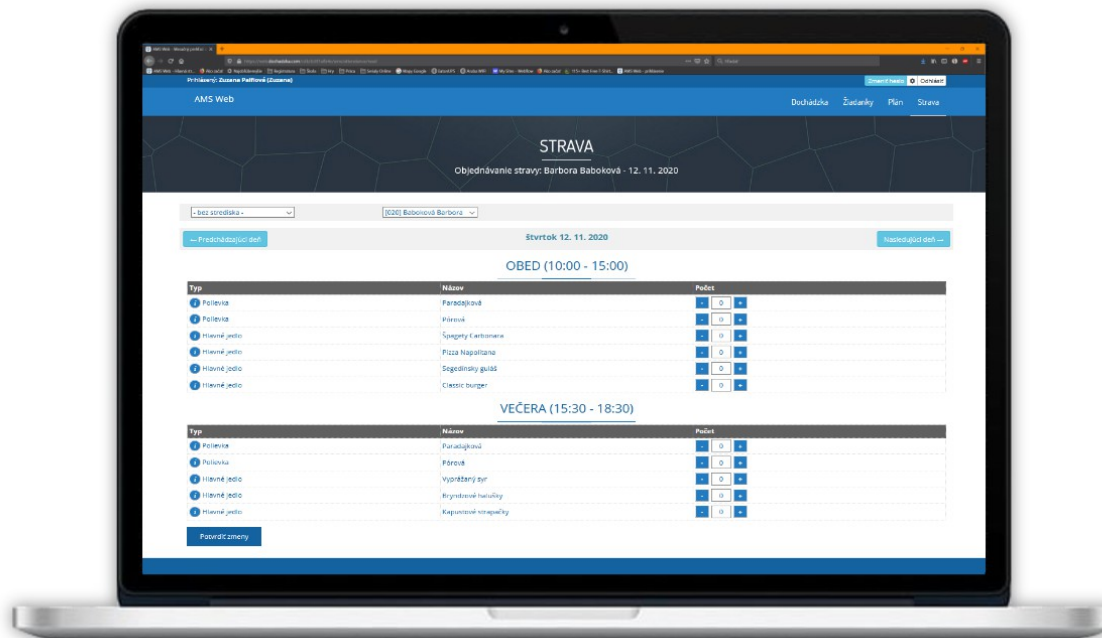 AMS Web - Mesačný prehľad
Prihlásený: Zuzana Palffiová (Zuzana)
Zmeniť heslo Odhlásiť
AMS Web Dochádzka Žiadanky Plán Strava
STRAVA
Objednávanie stravy: Barbora Baboková - 12. 11. 2020
- bez strediska - [020] Baboková Barbora
← Predchádzajúci deň štvrtok 12. 11. 2020 Nasledujúci deň →
OBED (10:00 - 15:00)
Typ Názov Počet
Polievka Paradajková - 0 +
Polievka Pórová - 0 +
Hlavné jedlo Špagety Carbonara - 0 +
Hlavné jedlo Pizza Napolitana - 0 +
Hlavné jedlo Segedínsky guláš - 0 +
Hlavné jedlo Classic burger - 0 +
VEČERA (15:30 - 18:30)
Typ Názov Počet
Polievka Paradajková - 0 +
Polievka Pórová - 0 +
Hlavné jedlo Vyprážaný syr - 0 +
Hlavné jedlo Bryndzové halušky - 0 +
Hlavné jedlo Kapustové strapačky - 0 +
Potvrdiť zmeny